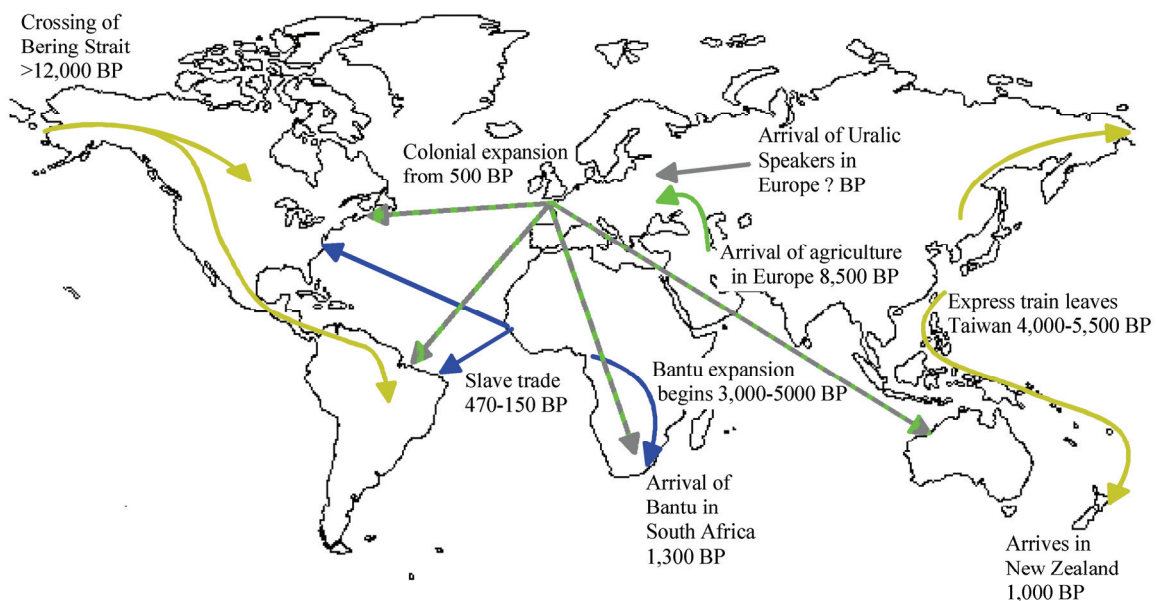 Crossing of
Bering Strait
>12,000 BP
Colonial expansion
from 500 BP
Arrival of Uralic
Speakers in
Europe ? BP
Arrival of agriculture
in Europe 8,500 BP
Express train leaves
Taiwan 4,000-5,500 BP
Slave trade
470-150 BP
Bantu expansion
begins 3,000-5000 BP
Arrival of
Bantu in
South Africa
1,300 BP
Arrives in
New Zealand
1,000 BP